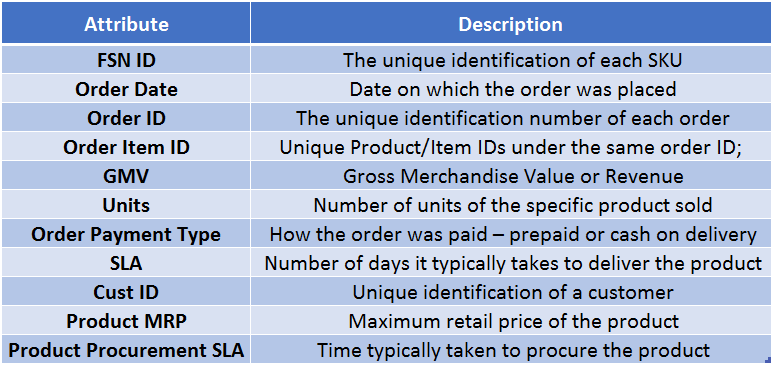 Attribute Description
FSN ID The unique identification of each SKU
Order Date Date on which the order was placed
Order ID The unique identification number of each order
Order Item ID Unique Product/Item IDs under the same order ID;
GMV Gross Merchandise Value or Revenue
Units Number of units of the specific product sold
Order Payment Type How the order was paid – prepaid or cash on delivery
SLA Number of days it typically takes to deliver the product
Cust ID Unique identification of a customer
Product MRP Maximum retail price of the product
Product Procurement SLA Time typically taken to procure the product